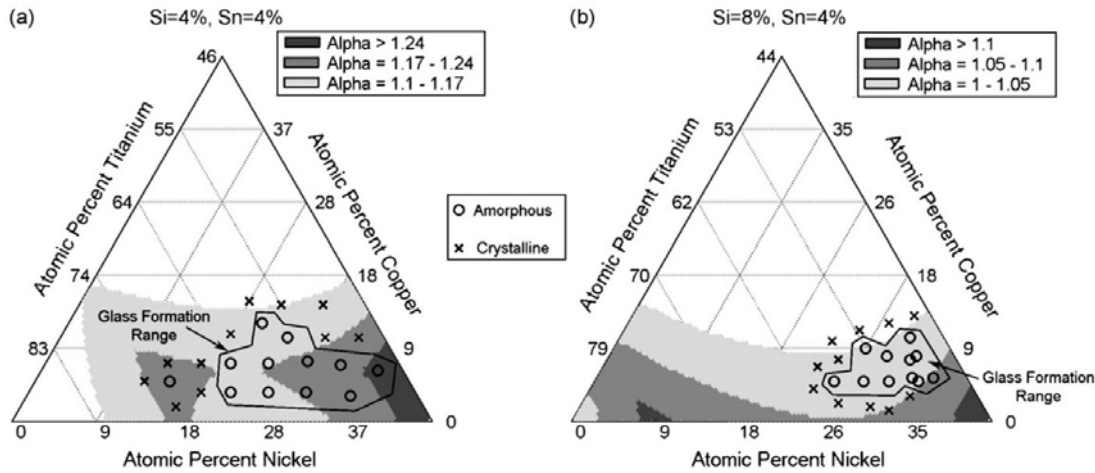 (a)
Si=4%, Sn=4%
Alpha > 1.24
Alpha = 1.17 - 1.24
Alpha = 1.1 - 1.17
46
55
37
64
28
74
18
83
9
0
0
9
18
28
37
Atomic Percent Titanium
Atomic Percent Copper
Atomic Percent Nickel
Glass Formation
Range
Amorphous
Crystalline
(b)
Si=8%, Sn=4%
Alpha > 1.1
Alpha = 1.05 - 1.1
Alpha = 1 - 1.05
44
53
35
62
26
70
18
79
9
0
0
9
18
26
35
Atomic Percent Titanium
Atomic Percent Copper
Atomic Percent Nickel
Glass Formation
Range